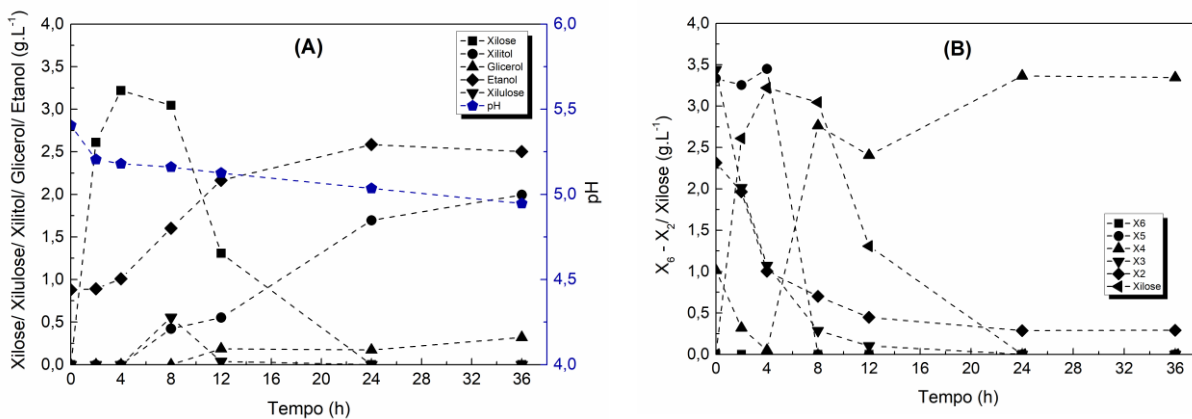 Xilose/ Xilulose/ Xilitol/ Glicerol/ Etanol (g.L⁻¹)
4,0
3,5
3,0
2,5
2,0
1,5
1,0
0,5
0,0
(A)
Xilose
Xilitol
Glicerol
Etanol
Xilulose
pH
6,0
5,5
5,0
4,5
4,0
pH
0 4 8 12 16 20 24 28 32 36
Tempo (h)
X₆ - X₂/ Xilose (g.L⁻¹)
4,0
3,5
3,0
2,5
2,0
1,5
1,0
0,5
0,0
(B)
X6
X5
X4
X3
X2
Xilose
0 4 8 12 16 20 24 28 32 36
Tempo (h)